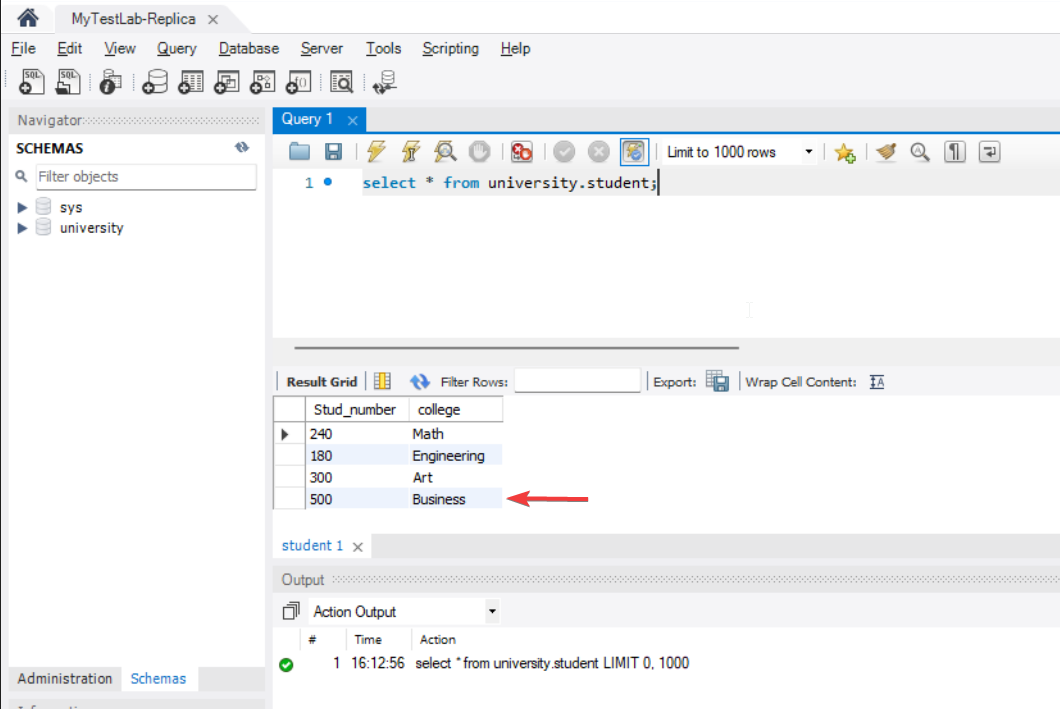 MyTestLab-Replica
File Edit View Query Database Server Tools Scripting Help
SQL SQL
Navigator
SCHEMAS
Filter objects
sys
university
Query 1
Limit to 1000 rows
1 select * from university.student;
Result Grid Filter Rows: Export: Wrap Cell Content:
Stud_number college
240 Math
180 Engineering
300 Art
500 Business
student 1
Output
Action Output
# Time Action
1 16:12:56 select * from university.student LIMIT 0, 1000
Administration Schemas